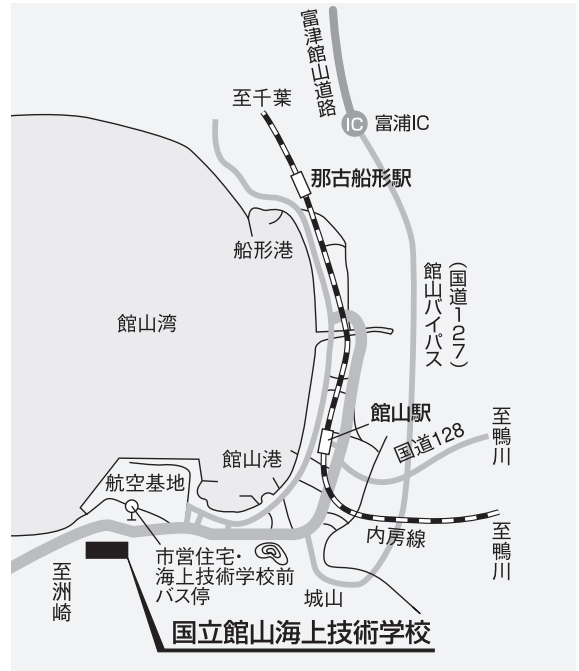 富津館山道路
至千葉
IC 富浦IC
那古船形駅
船形港
館山湾
(国道127)
館山バイパス
館山駅
国道128
至鴨川
館山港
航空基地
内房線
至鴨川
市営住宅・
海上技術学校前
バス停
至洲崎
城山
国立館山海上技術学校